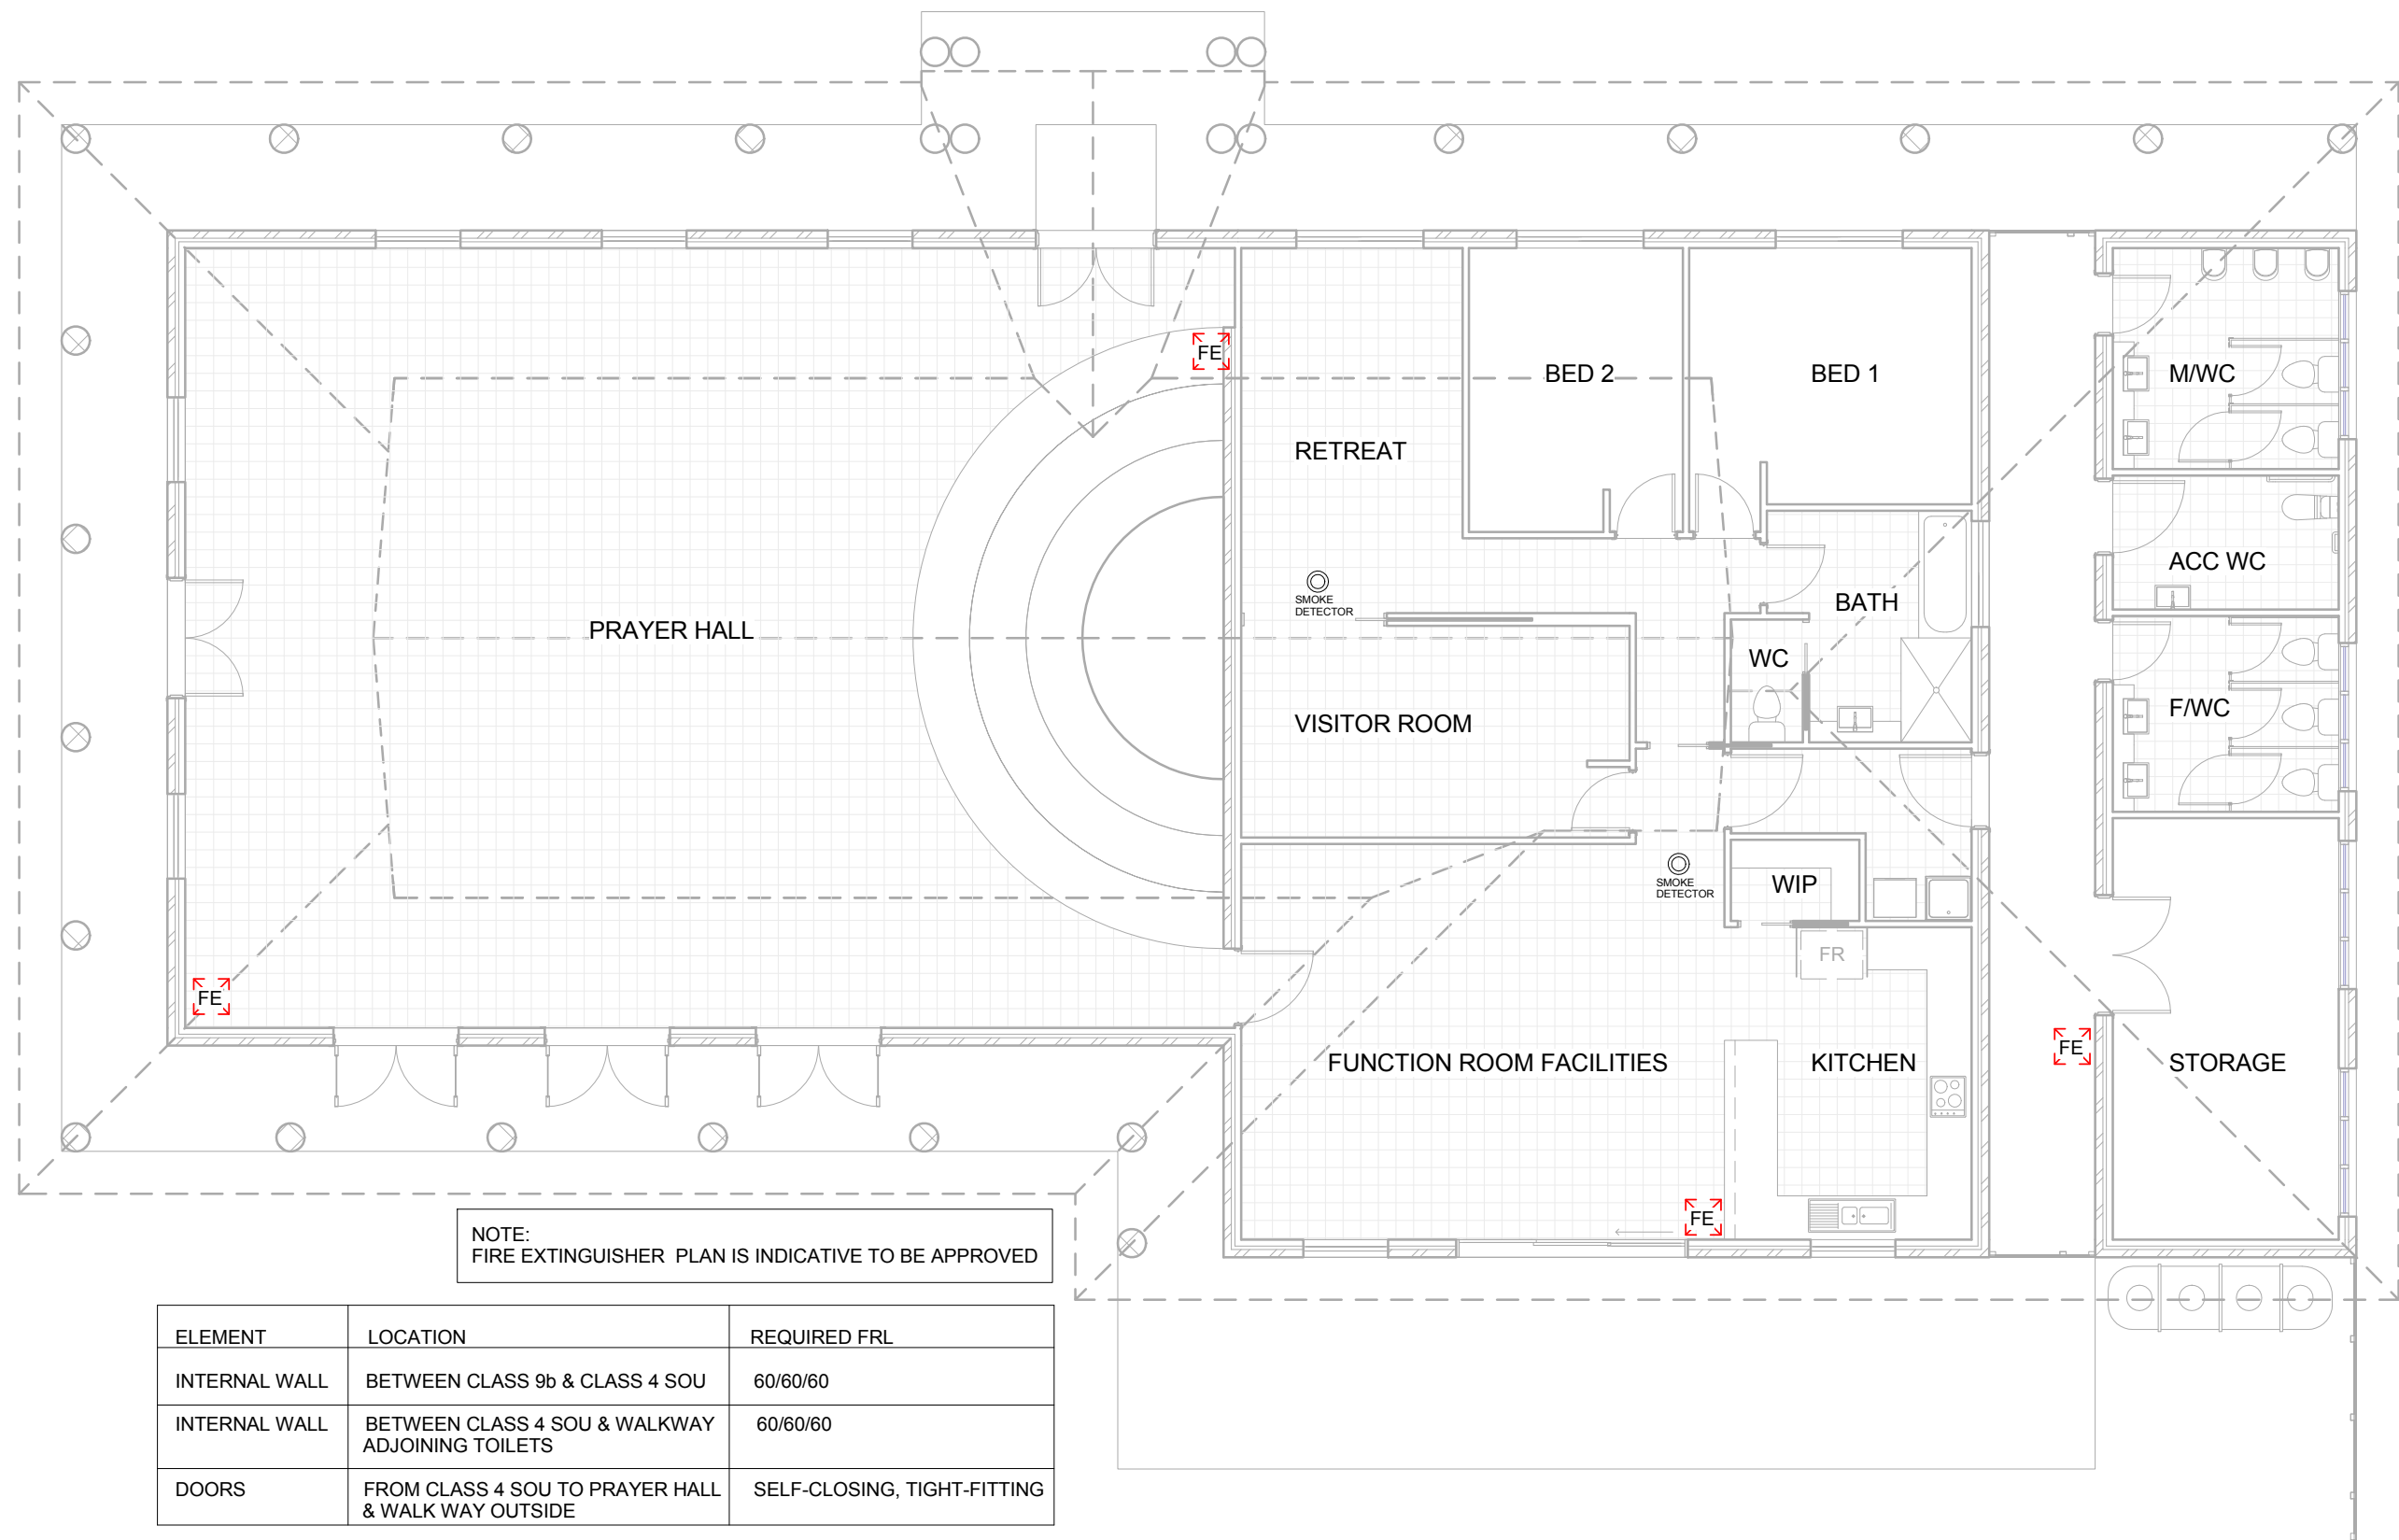 FE
BED 2
BED 1
M/WC
RETREAT
ACC WC
SMOKE
DETECTOR
BATH
PRAYER HALL
WC
VISITOR ROOM
F/WC
SMOKE
DETECTOR
WIP
FR
FE
FUNCTION ROOM FACILITIES
KITCHEN
FE
STORAGE
FE
NOTE:
FIRE EXTINGUISHER PLAN IS INDICATIVE TO BE APPROVED
ELEMENT LOCATION REQUIRED FRL
INTERNAL WALL BETWEEN CLASS 9b & CLASS 4 SOU 60/60/60
INTERNAL WALL BETWEEN CLASS 4 SOU & WALKWAY 60/60/60
ADJOINING TOILETS
DOORS FROM CLASS 4 SOU TO PRAYER HALL SELF-CLOSING, TIGHT-FITTING
& WALK WAY OUTSIDE